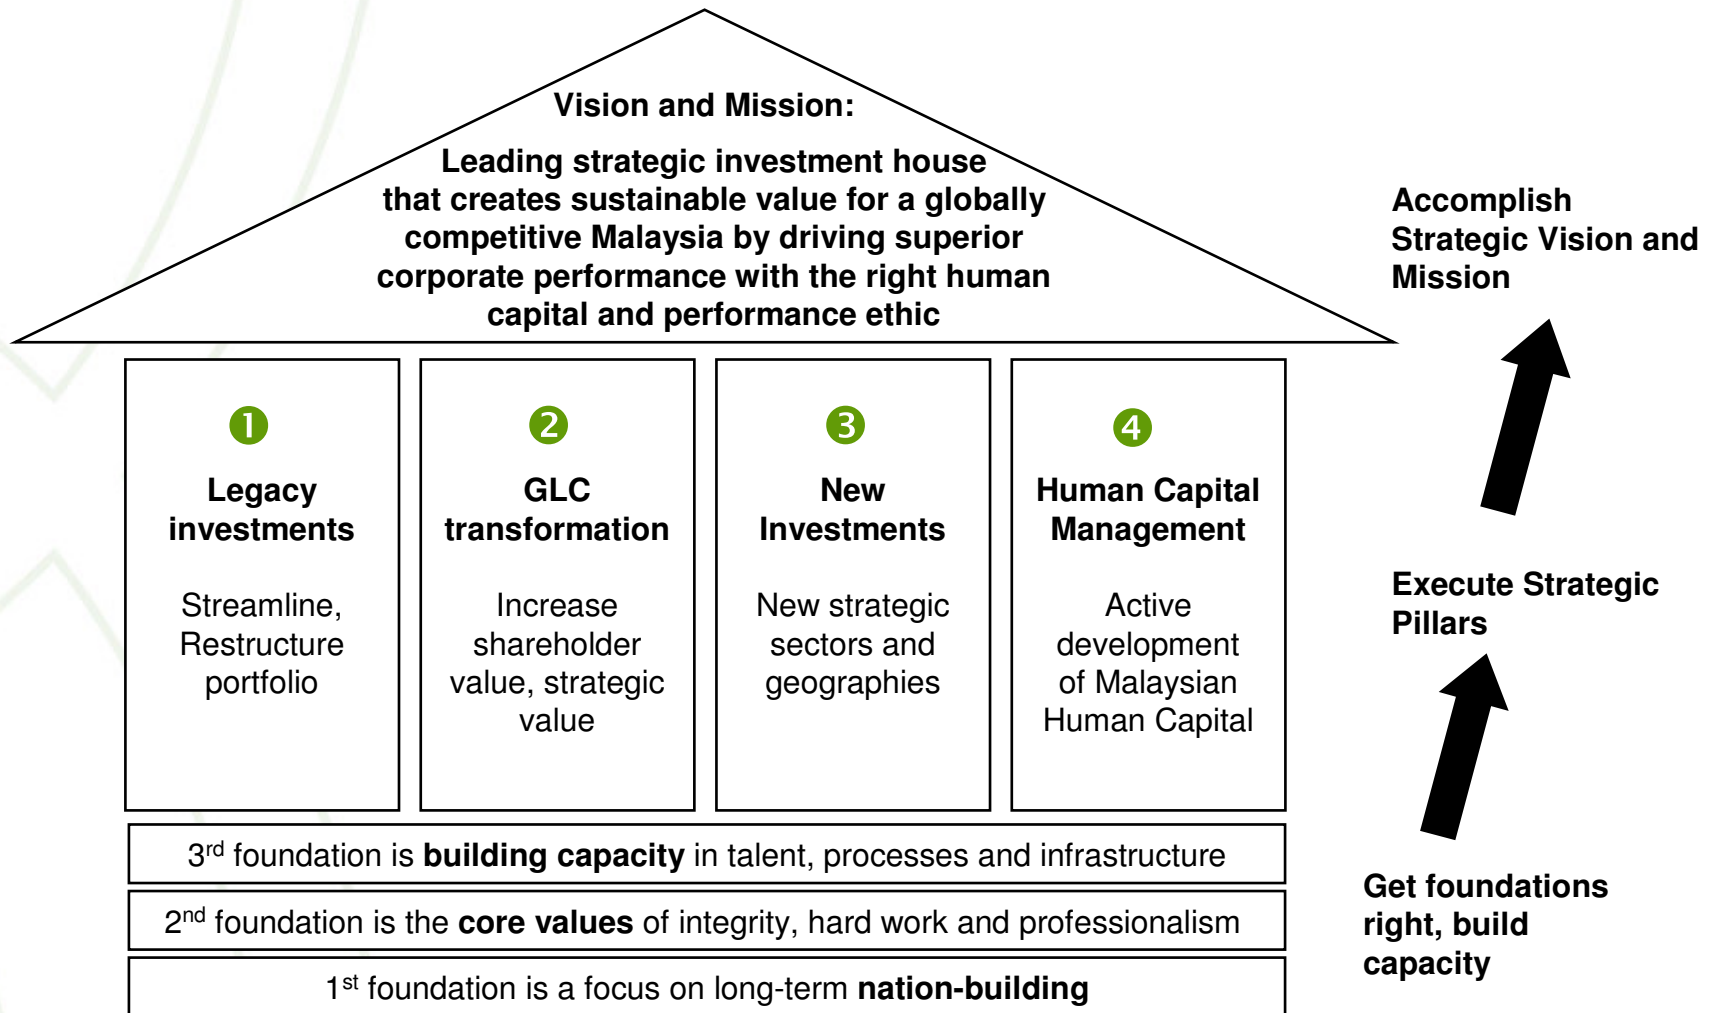 Vision and Mission:
Leading strategic investment house
that creates sustainable value for a globally
competitive Malaysia by driving superior
corporate performance with the right human
capital and performance ethic
Accomplish
Strategic Vision and
Mission
1
Legacy
investments
Streamline,
Restructure
portfolio
2
GLC
transformation
Increase
shareholder
value, strategic
value
3
New
Investments
New strategic
sectors and
geographies
4
Human Capital
Management
Active
development
of Malaysian
Human Capital
Execute Strategic
Pillars
3rd foundation is building capacity in talent, processes and infrastructure
2nd foundation is the core values of integrity, hard work and professionalism
1st foundation is a focus on long-term nation-building
Get foundations
right, build
capacity